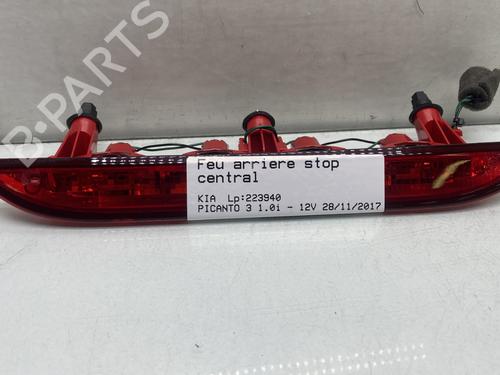 B-PARTS
Feu arriere stop
central
KIA Lp:223940
PICANTO 3 1.0i - 12V 28/11/2017